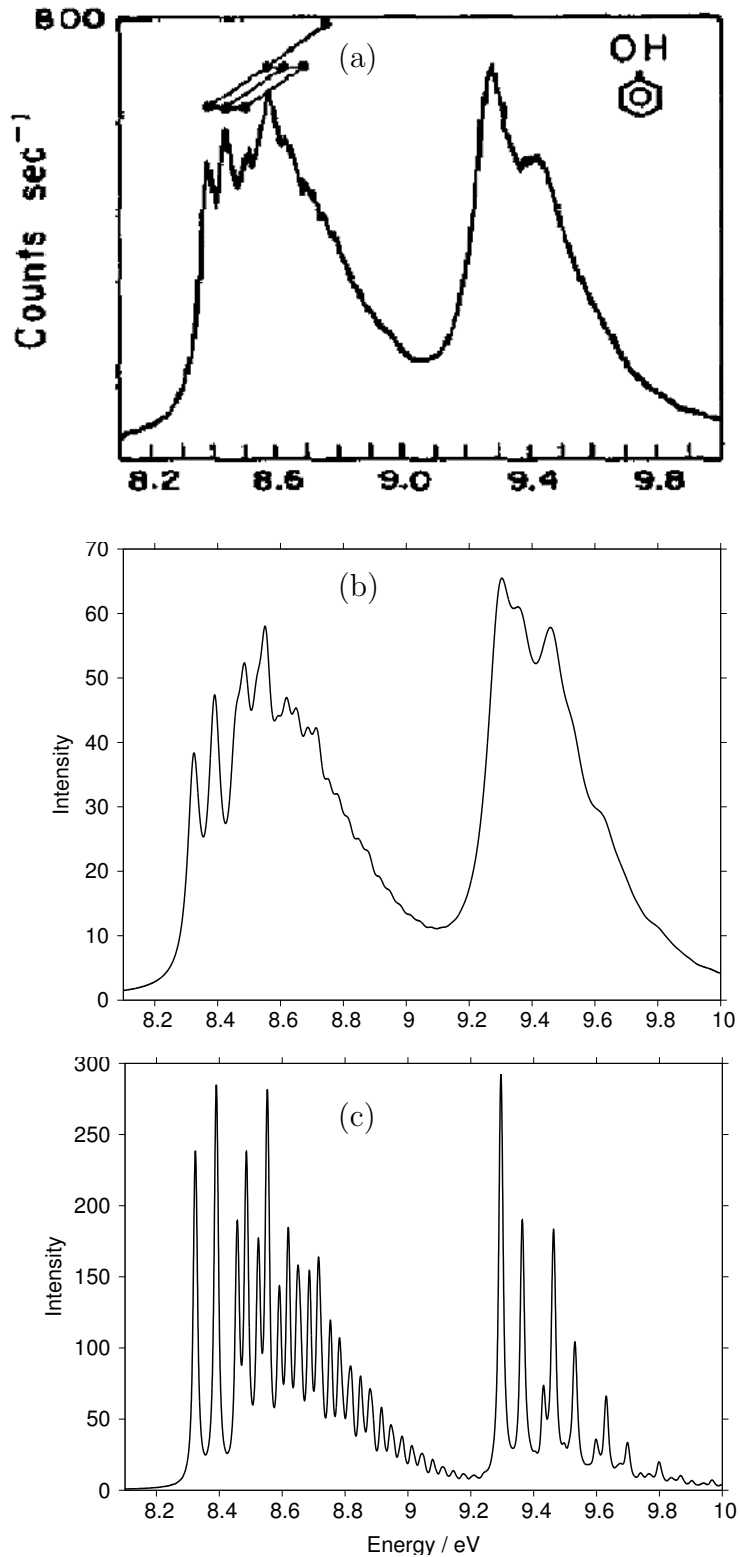 800
(a)
OH
Counts sec⁻¹
8.2 8.6 9.0 9.4 9.8
(b)
70
60
50
40
30
20
10
0
Intensity
8.2 8.4 8.6 8.8 9 9.2 9.4 9.6 9.8 10
(c)
300
250
200
150
100
50
0
Intensity
8.2 8.4 8.6 8.8 9 9.2 9.4 9.6 9.8 10
Energy / eV